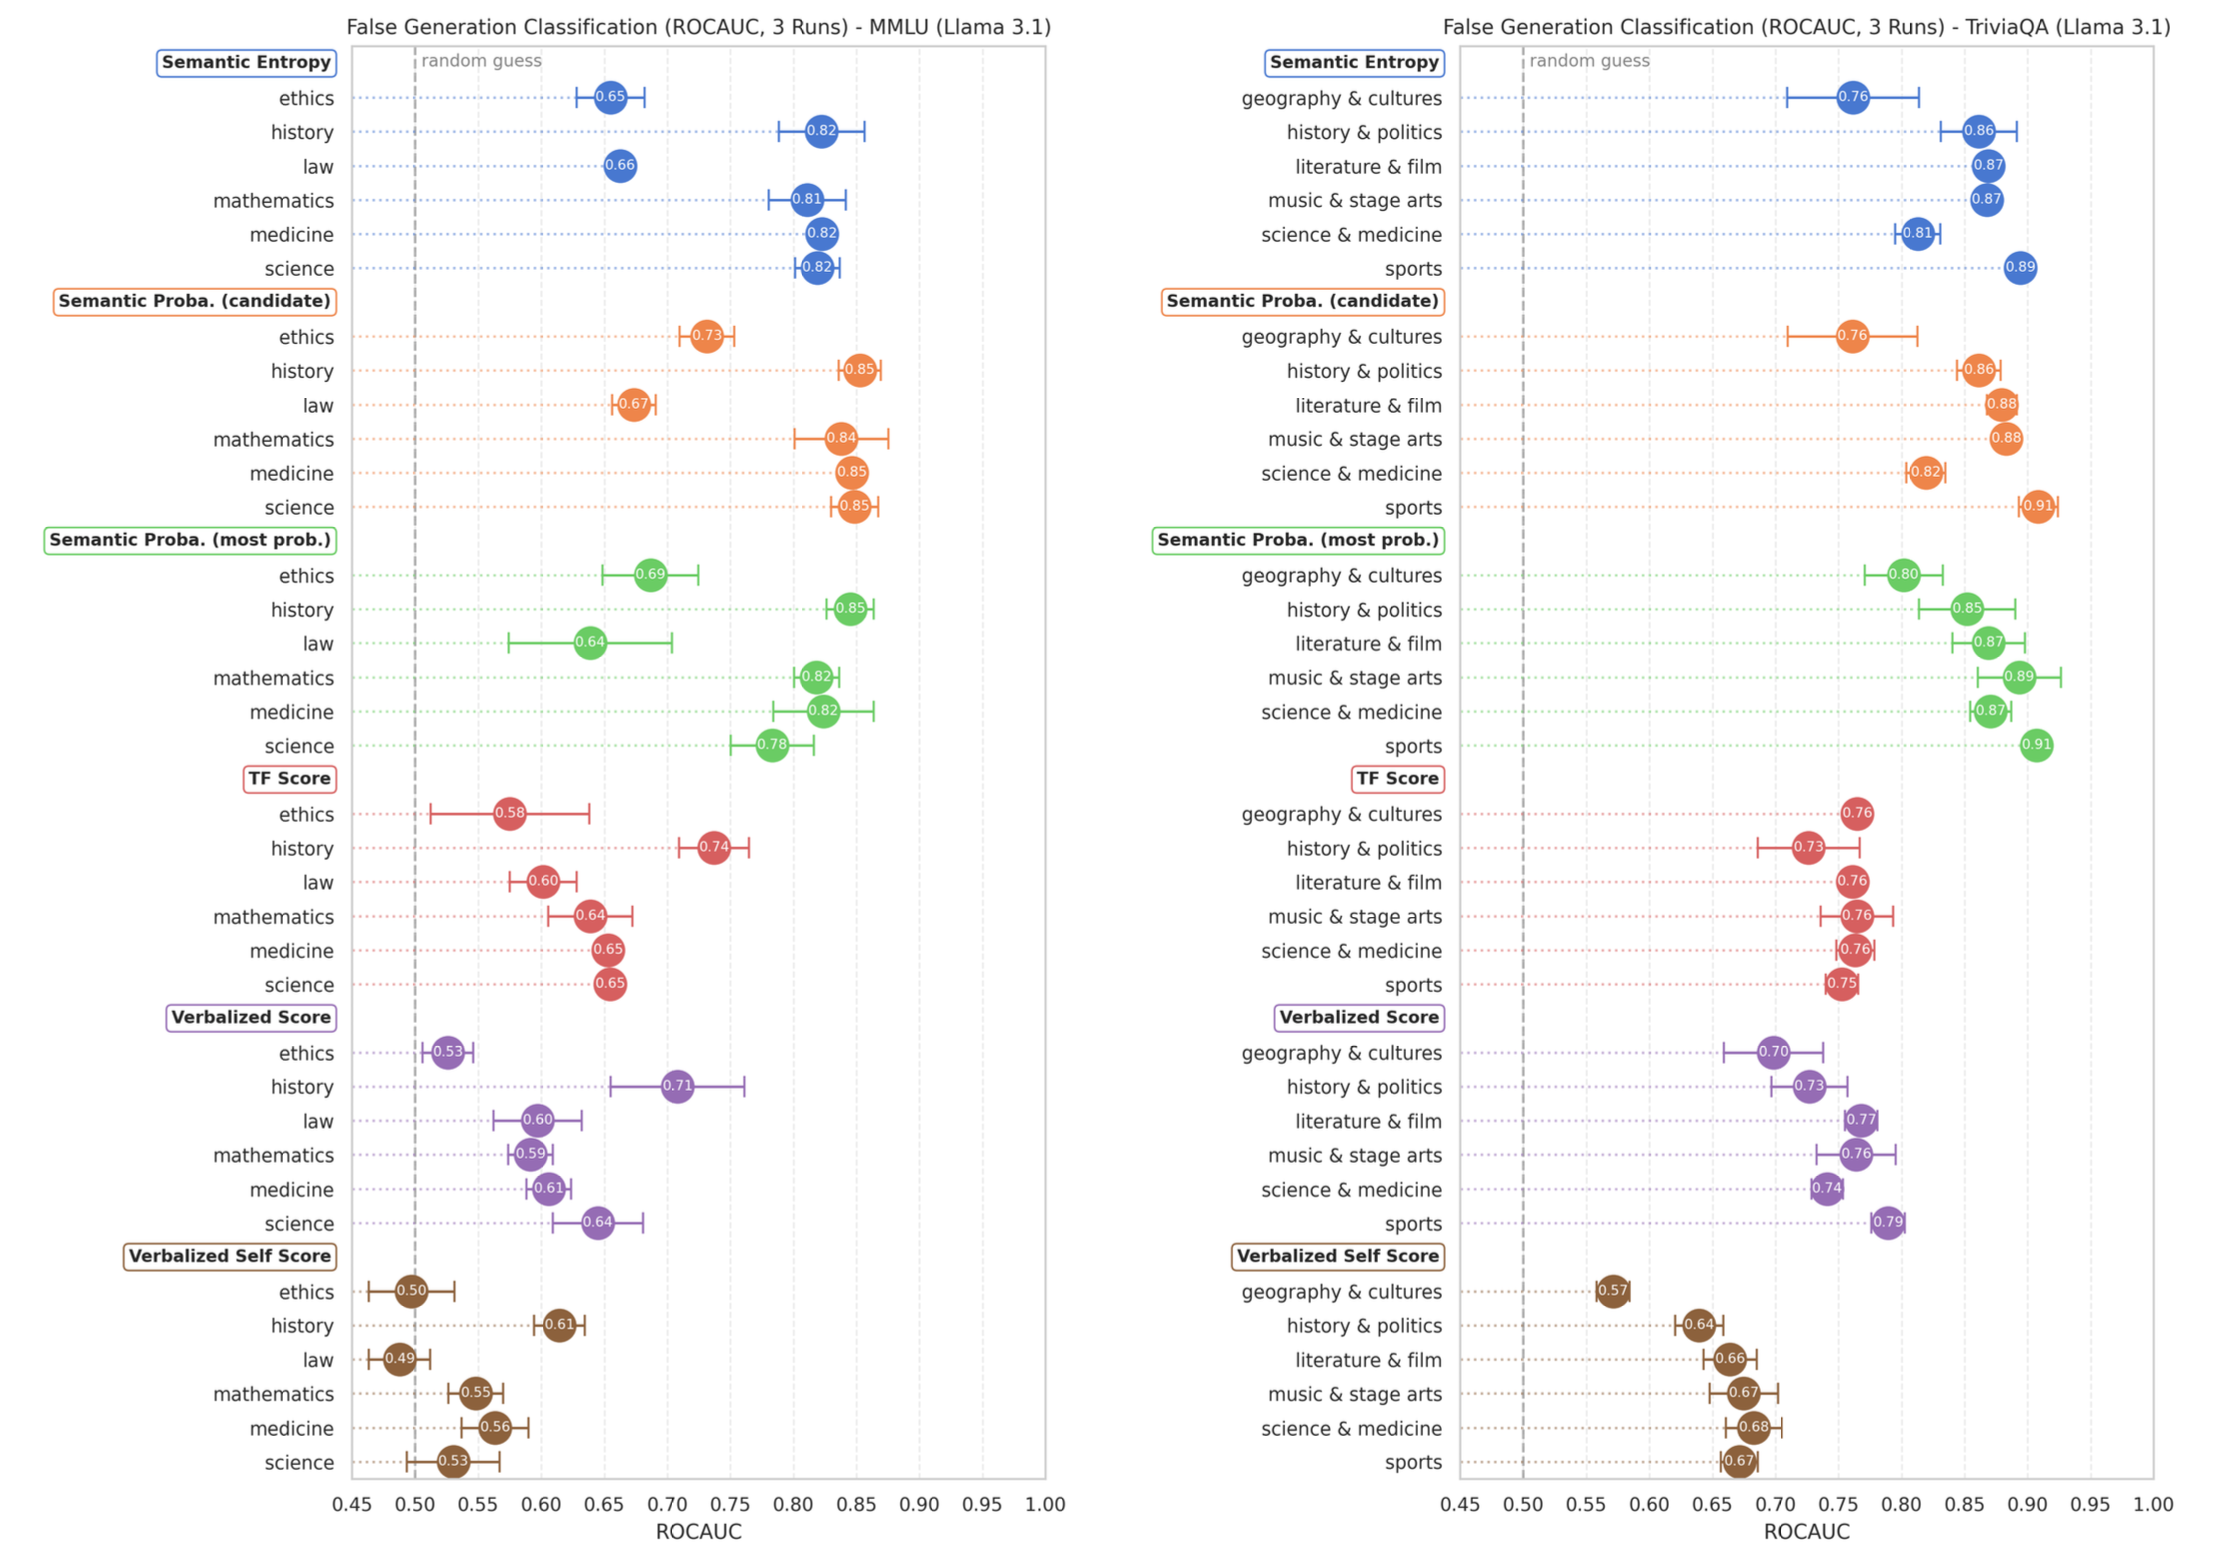 False Generation Classification (ROCAUC, 3 Runs) - MMLU (Llama 3.1)
random guess
Semantic Entropy
ethics 0.65
history 0.82
law 0.66
mathematics 0.81
medicine 0.82
science 0.82
Semantic Proba. (candidate)
ethics 0.73
history 0.85
law 0.67
mathematics 0.84
medicine 0.85
science 0.85
Semantic Proba. (most prob.)
ethics 0.69
history 0.85
law 0.64
mathematics 0.82
medicine 0.82
science 0.78
TF Score
ethics 0.58
history 0.74
law 0.60
mathematics 0.64
medicine 0.65
science 0.65
Verbalized Score
ethics 0.53
history 0.71
law 0.60
mathematics 0.59
medicine 0.61
science 0.64
Verbalized Self Score
ethics 0.50
history 0.61
law 0.49
mathematics 0.55
medicine 0.56
science 0.53
0.45 0.50 0.55 0.60 0.65 0.70 0.75 0.80 0.85 0.90 0.95 1.00
ROCAUC
False Generation Classification (ROCAUC, 3 Runs) - TriviaQA (Llama 3.1)
random guess
Semantic Entropy
geography & cultures 0.76
history & politics 0.86
literature & film 0.87
music & stage arts 0.87
science & medicine 0.81
sports 0.89
Semantic Proba. (candidate)
geography & cultures 0.76
history & politics 0.86
literature & film 0.88
music & stage arts 0.88
science & medicine 0.82
sports 0.91
Semantic Proba. (most prob.)
geography & cultures 0.80
history & politics 0.85
literature & film 0.87
music & stage arts 0.89
science & medicine 0.87
sports 0.91
TF Score
geography & cultures 0.76
history & politics 0.73
literature & film 0.76
music & stage arts 0.76
science & medicine 0.76
sports 0.75
Verbalized Score
geography & cultures 0.70
history & politics 0.73
literature & film 0.77
music & stage arts 0.76
science & medicine 0.74
sports 0.79
Verbalized Self Score
geography & cultures 0.57
history & politics 0.64
literature & film 0.66
music & stage arts 0.67
science & medicine 0.68
sports 0.67
0.45 0.50 0.55 0.60 0.65 0.70 0.75 0.80 0.85 0.90 0.95 1.00
ROCAUC